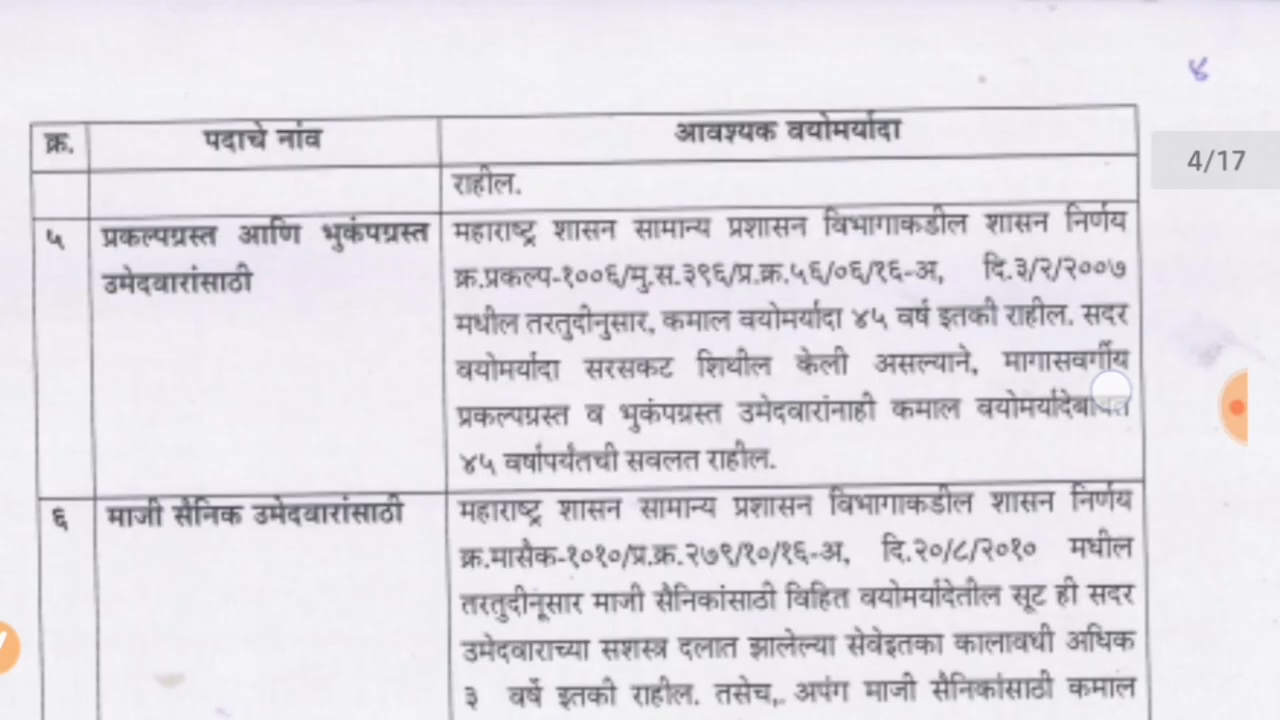 ४
क्र. पदाचे नांव आवश्यक वयोमर्यादा
4/17
राहील.
५ प्रकल्पग्रस्त आणि भुकंपग्रस्त महाराष्ट्र शासन सामान्य प्रशासन विभागाकडील शासन निर्णय
उमेदवारांसाठी क्र.प्रकल्प-१००६/मु.स.३९६/प्र.क्र.५६/०६/१६-अ, दि.३/२/२००७
मधील तरतुदीनुसार, कमाल वयोमर्यादा ४५ वर्ष इतकी राहील. सदर
वयोमर्यादा सरसकट शिथील केली असल्याने, मागासवर्गीय
प्रकल्पग्रस्त व भुकंपग्रस्त उमेदवारांनाही कमाल वयोमर्यादेबाबत
४५ वर्षापर्यंतची सवलत राहील.
६ माजी सैनिक उमेदवारांसाठी महाराष्ट्र शासन सामान्य प्रशासन विभागाकडील शासन निर्णय
क्र.मासैक-१०१०/प्र.क्र.२७९/१०/१६-अ, दि.२०/८/२०१० मधील
तरतुदीनूसार माजी सैनिकांसाठी विहित वयोमर्यादेतील सूट ही सदर
उमेदवाराच्या सशस्त्र दलात झालेल्या सेवेइतका कालावधी अधिक
३ वर्षे इतकी राहील. तसेच, अपंग माजी सैनिकांसाठी कमाल